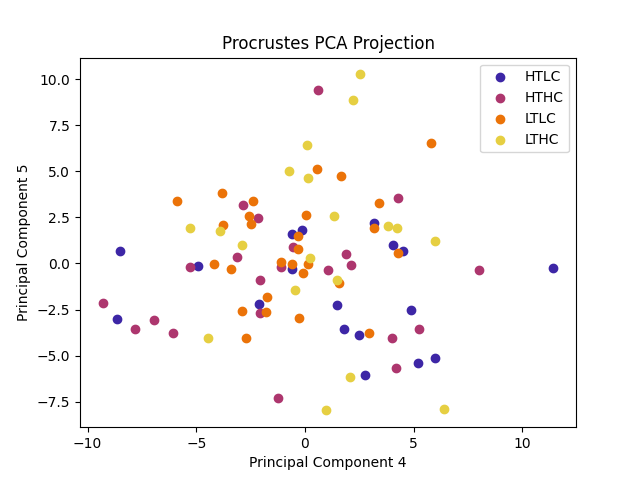 Procrustes PCA Projection
HTLC
HTHC
LTLC
LTHC
10.0
7.5
5.0
2.5
0.0
−2.5
−5.0
−7.5
Principal Component 5
−10
−5
0
5
10
Principal Component 4